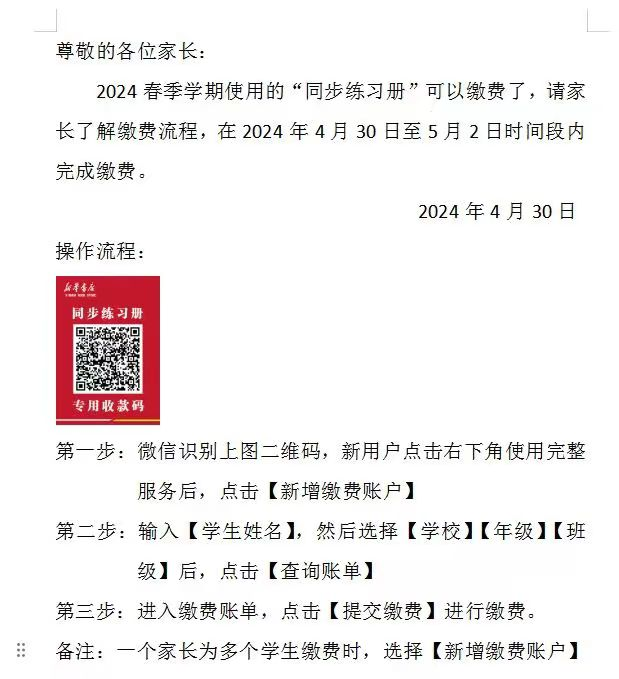 尊敬的各位家长：
2024 春季学期使用的“同步练习册”可以缴费了，请家
长了解缴费流程，在 2024 年 4 月 30 日至 5 月 2 日时间段内
完成缴费。
2024 年 4 月 30 日
操作流程：
新华书店
同步练习册
专用收款码
第一步：微信识别上图二维码，新用户点击右下角使用完整
服务后，点击【新增缴费账户】
第二步：输入【学生姓名】，然后选择【学校】【年级】【班
级】后，点击【查询账单】
第三步：进入缴费账单，点击【提交缴费】进行缴费。
备注：一个家长为多个学生缴费时，选择【新增缴费账户】